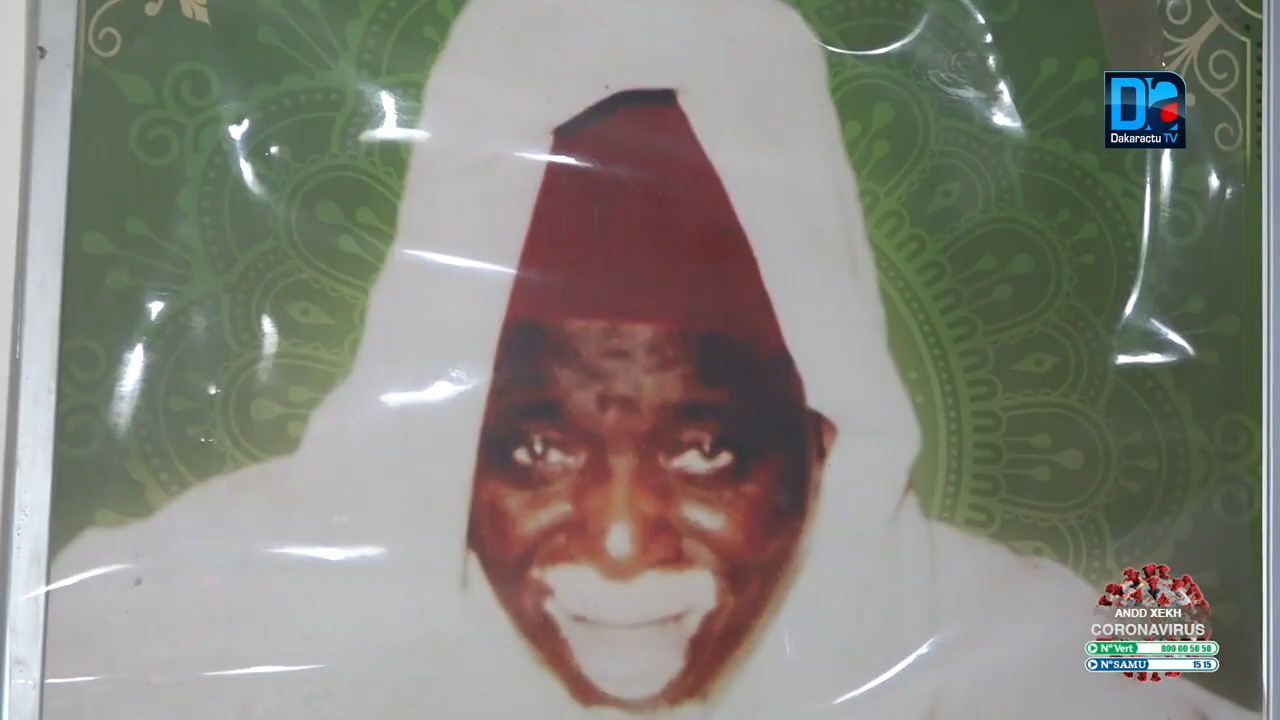 Dakaractu TV
ANDD XEKH
CORONAVIRUS
N° Vert 800 00 50 50
N° SAMU 15 15